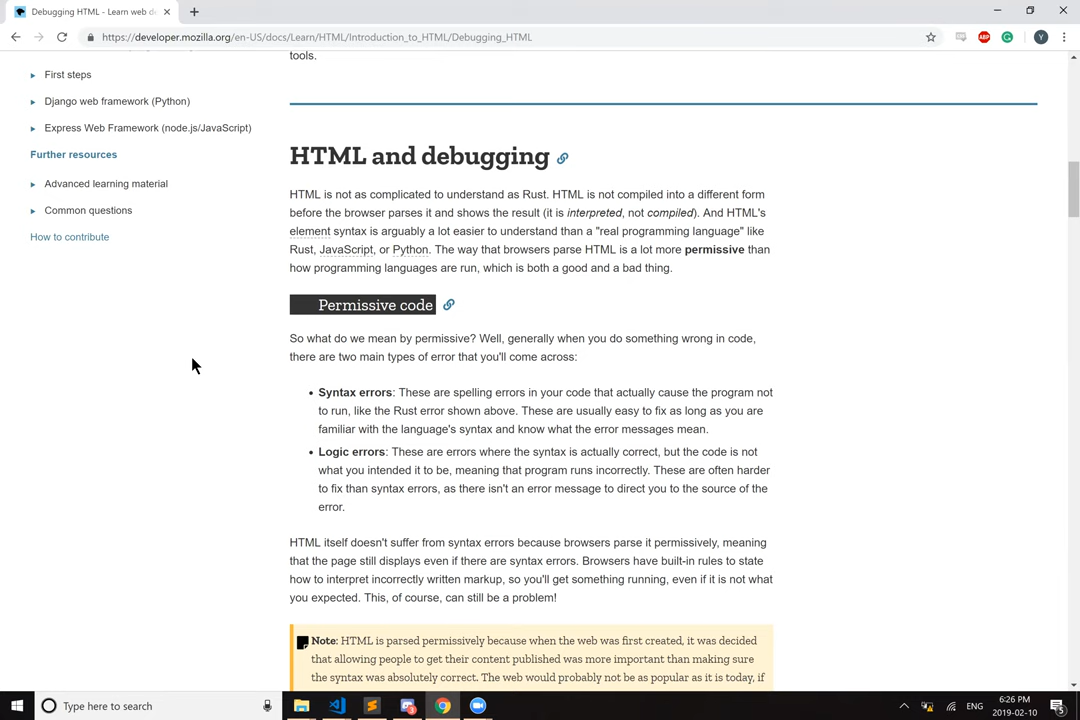 Debugging HTML - Learn web d
https://developer.mozilla.org/en-US/docs/Learn/HTML/Introduction_to_HTML/Debugging_HTML
ABP
Y
First steps
Django web framework (Python)
Express Web Framework (node.js/JavaScript)
Further resources
Advanced learning material
Common questions
How to contribute
tools.
HTML and debugging
HTML is not as complicated to understand as Rust. HTML is not compiled into a different form
before the browser parses it and shows the result (it is interpreted, not compiled). And HTML's
element syntax is arguably a lot easier to understand than a "real programming language" like
Rust, JavaScript, or Python. The way that browsers parse HTML is a lot more permissive than
how programming languages are run, which is both a good and a bad thing.
Permissive code
So what do we mean by permissive? Well, generally when you do something wrong in code,
there are two main types of error that you'll come across:
• Syntax errors: These are spelling errors in your code that actually cause the program not
to run, like the Rust error shown above. These are usually easy to fix as long as you are
familiar with the language's syntax and know what the error messages mean.
• Logic errors: These are errors where the syntax is actually correct, but the code is not
what you intended it to be, meaning that program runs incorrectly. These are often harder
to fix than syntax errors, as there isn't an error message to direct you to the source of the
error.
HTML itself doesn't suffer from syntax errors because browsers parse it permissively, meaning
that the page still displays even if there are syntax errors. Browsers have built-in rules to state
how to interpret incorrectly written markup, so you'll get something running, even if it is not what
you expected. This, of course, can still be a problem!
Note: HTML is parsed permissively because when the web was first created, it was decided
that allowing people to get their content published was more important than making sure
the syntax was absolutely correct. The web would probably not be as popular as it is today, if
Type here to search
ENG
6:26 PM
2019-02-10